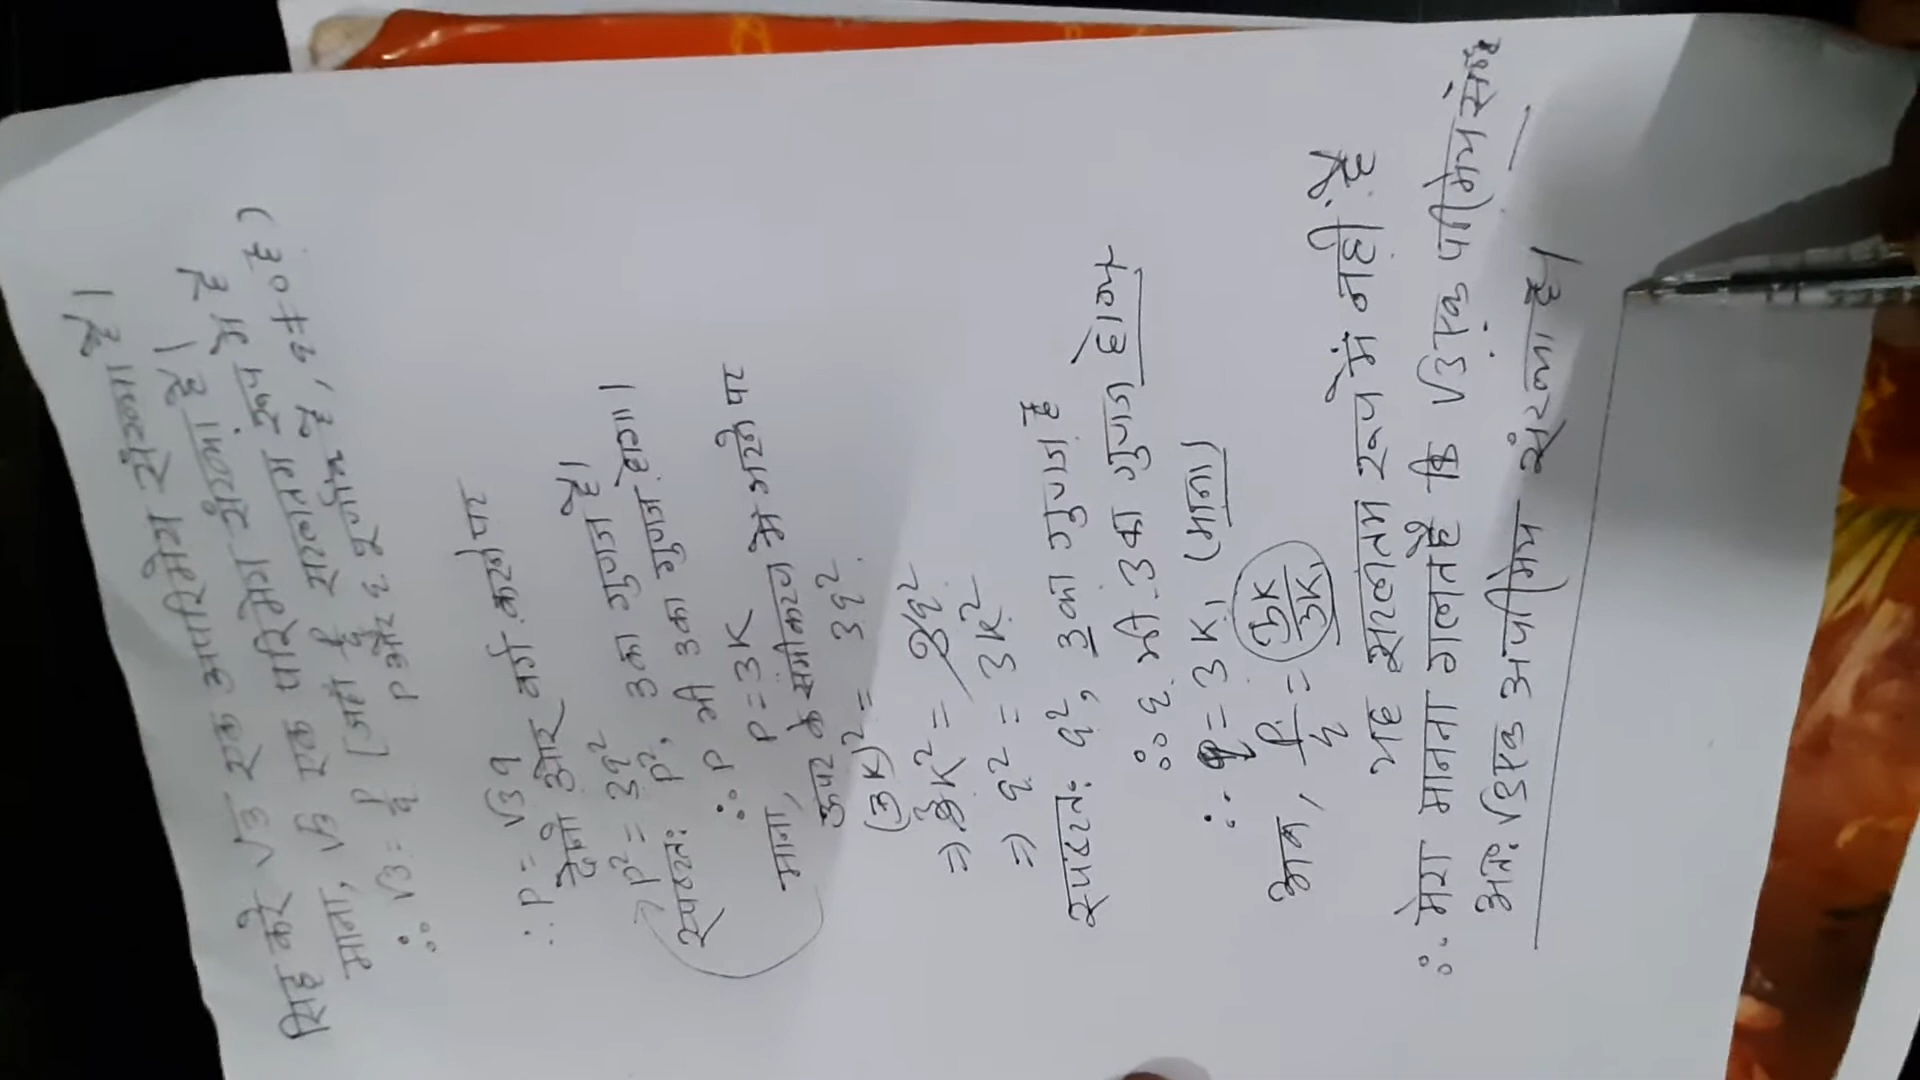 सिद्ध करें √3 एक अपरिमेय संख्या है।
माना, √3 एक परिमेय संख्या है।
∴ √3 = p/q [जहाँ p/q सरलतम रूप में है
p और q पूर्णांक है, q ≠ 0 है)
∴ p = √3 q
दोनो ओर वर्ग करने पर
⇒ p² = 3q²
स्पष्टतः p², 3 का गुणज है।
∴ p भी 3 का गुणज होगा।
माना, p = 3K
ऊपर के समीकरण में रखने पर
(3K)² = 3q²
⇒ 9K² = 3q²
⇒ q² = 3K²
स्पष्टतः q², 3 का गुणज है
∴ q भी 3 का गुणज होगा
∴ q = 3K₁ (माना)
अब, p/q = 3K/3K₁
यह सरलतम रूप में नहीं है
∴ मेरा मानना गलत है कि √3 एक परिमेय संख्या
अतः √3 एक अपरिमेय संख्या है।